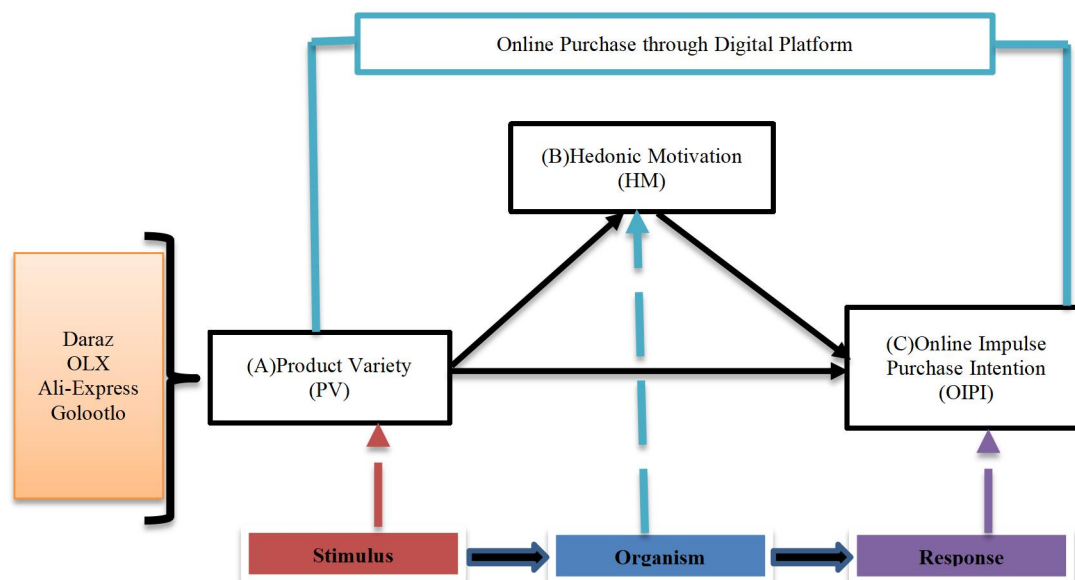 Online Purchase through Digital Platform
(B)Hedonic Motivation
(HM)
Daraz
OLX
Ali-Express
Golootlo
(A)Product Variety
(PV)
(C)Online Impulse
Purchase Intention
(OIPI)
Stimulus
Organism
Response